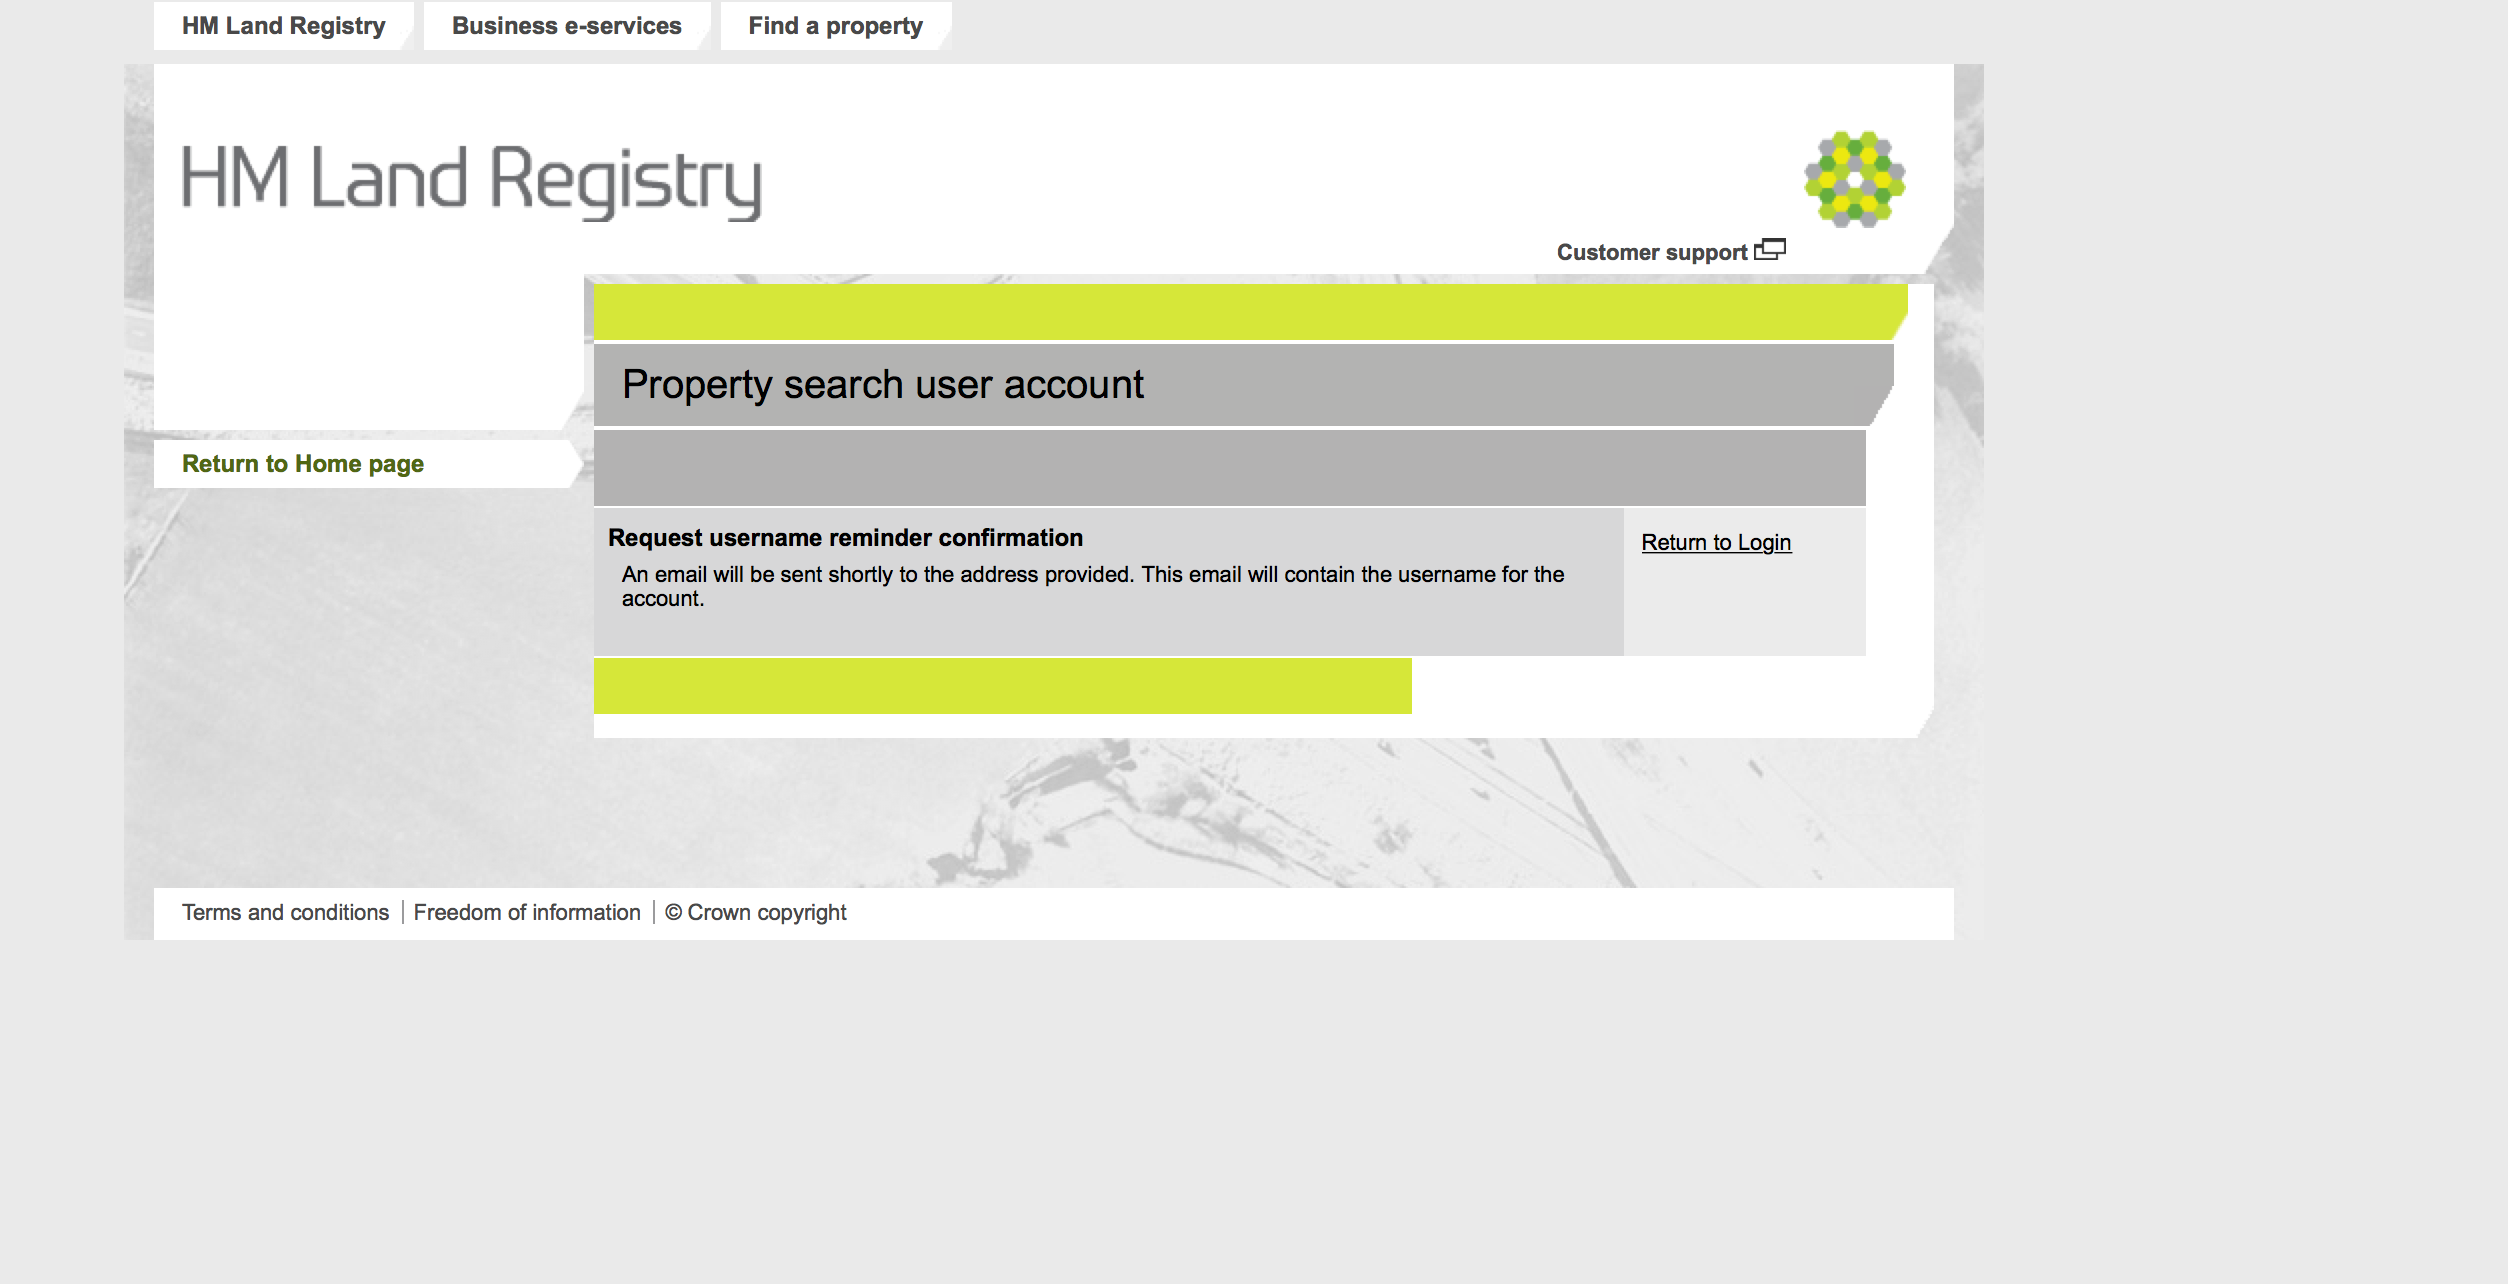 HM Land Registry
Business e-services
Find a property
HM Land Registry
Customer support
Property search user account
Return to Home page
Request username reminder confirmation
Return to Login
An email will be sent shortly to the address provided. This email will contain the username for the
account.
Terms and conditions
Freedom of information
© Crown copyright